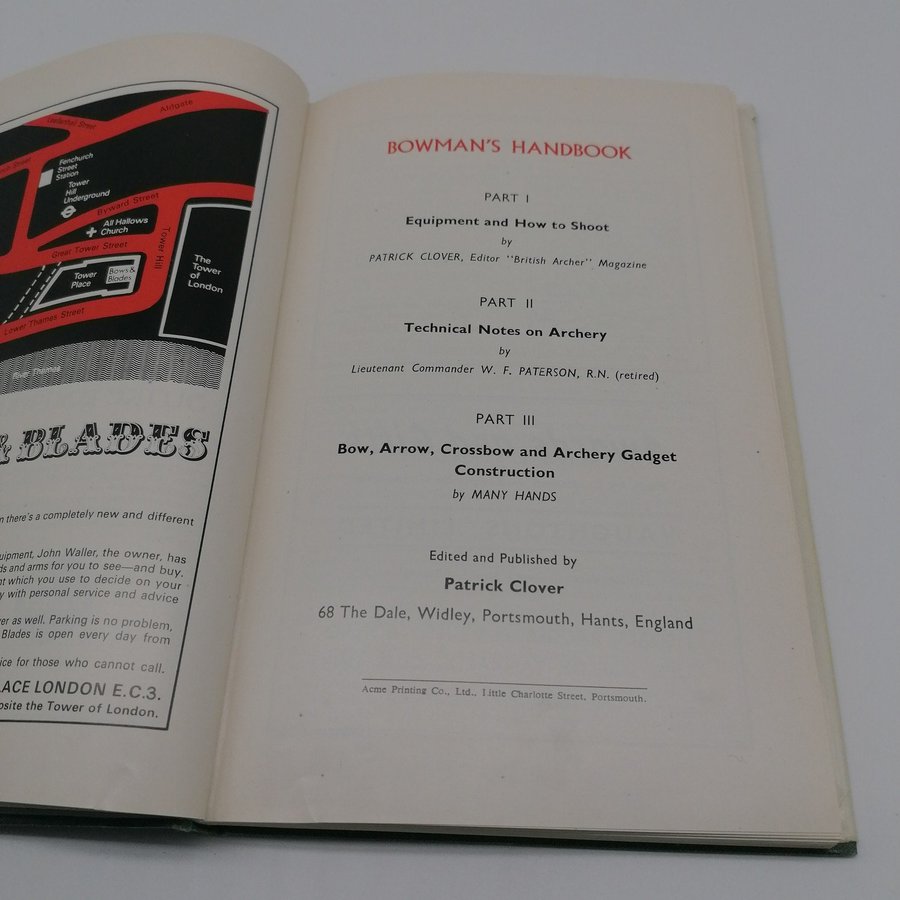 Leadenhall Street
Aldgate
Street
Fenchurch
Street
Station
Tower
Hill
Underground
Byward Street
All Hallows
Church
Great Tower Street
Tower Hill
The
Tower
of
London
Tower
Place
Bows &
Blades
Lower Thames Street
River Thames
& BLADES
there's a completely new and different
John Waller, the owner, has
and arms for you to see—and buy.
which you use to decide on your
with personal service and advice
as well. Parking is no problem,
Blades is open every day from
for those who cannot call.
LONDON E.C.3.
the Tower of London.
BOWMAN'S HANDBOOK
PART I
Equipment and How to Shoot
by
PATRICK CLOVER, Editor "British Archer" Magazine
PART II
Technical Notes on Archery
by
Lieutenant Commander W. F. PATERSON, R.N. (retired)
PART III
Bow, Arrow, Crossbow and Archery Gadget
Construction
by MANY HANDS
Edited and Published by
Patrick Clover
68 The Dale, Widley, Portsmouth, Hants, England
Acme Printing Co., Ltd., Little Charlotte Street, Portsmouth.